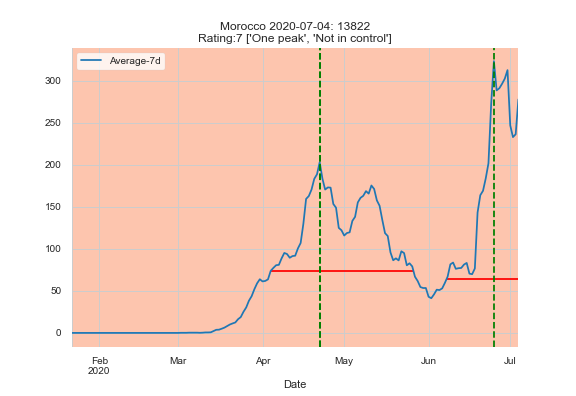 Morocco 2020-07-04: 13822
Rating:7 ['One peak', 'Not in control']
Average-7d
300
250
200
150
100
50
0
Feb
2020
Mar
Apr
May
Jun
Jul
Date